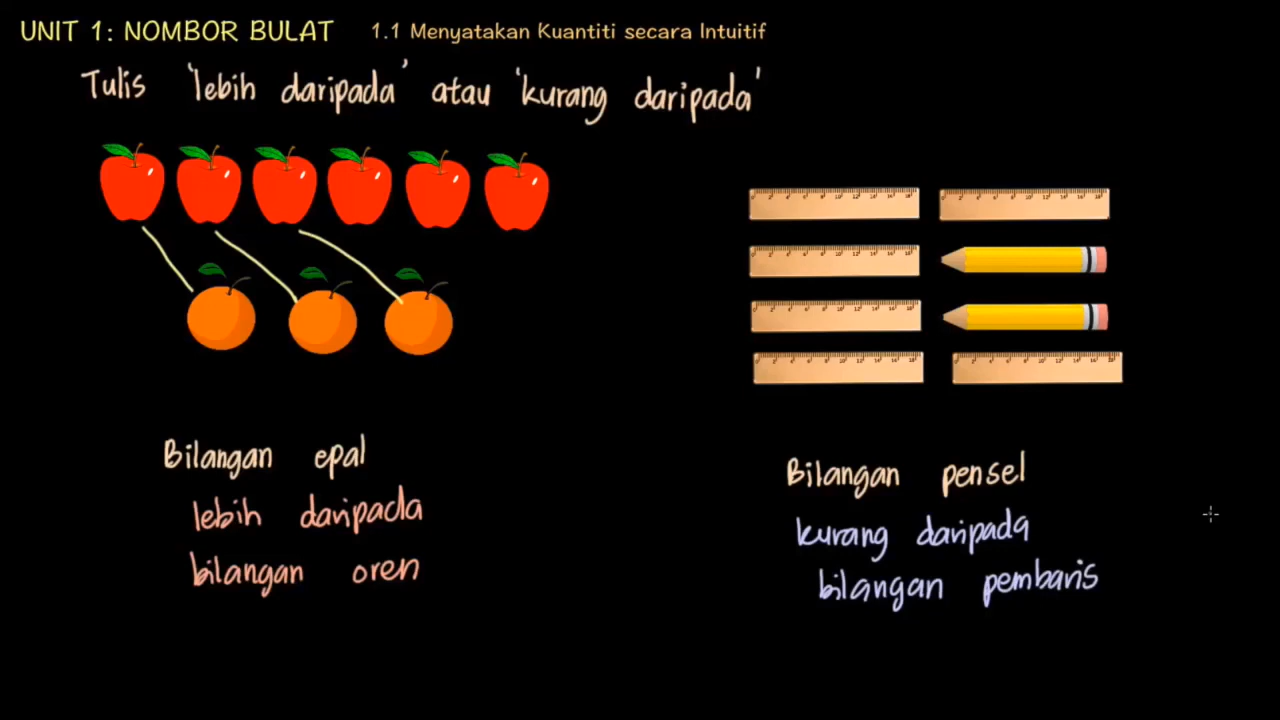 UNIT 1: NOMBOR BULAT 1.1 Menyatakan Kuantiti secara Intuitif
Tulis 'lebih daripada' atau 'kurang daripada'
Bilangan epal
lebih daripada
bilangan oren
Bilangan pensel
kurang daripada
bilangan pembaris